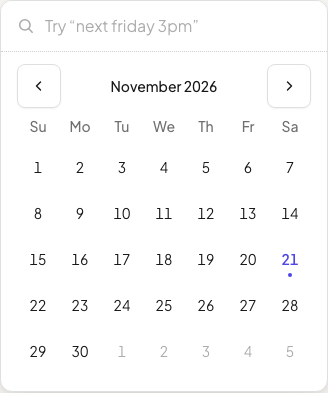 Try “next friday 3pm”
November 2026
Su Mo Tu We Th Fr Sa
1 2 3 4 5 6 7
8 9 10 11 12 13 14
15 16 17 18 19 20 21
22 23 24 25 26 27 28
29 30 1 2 3 4 5